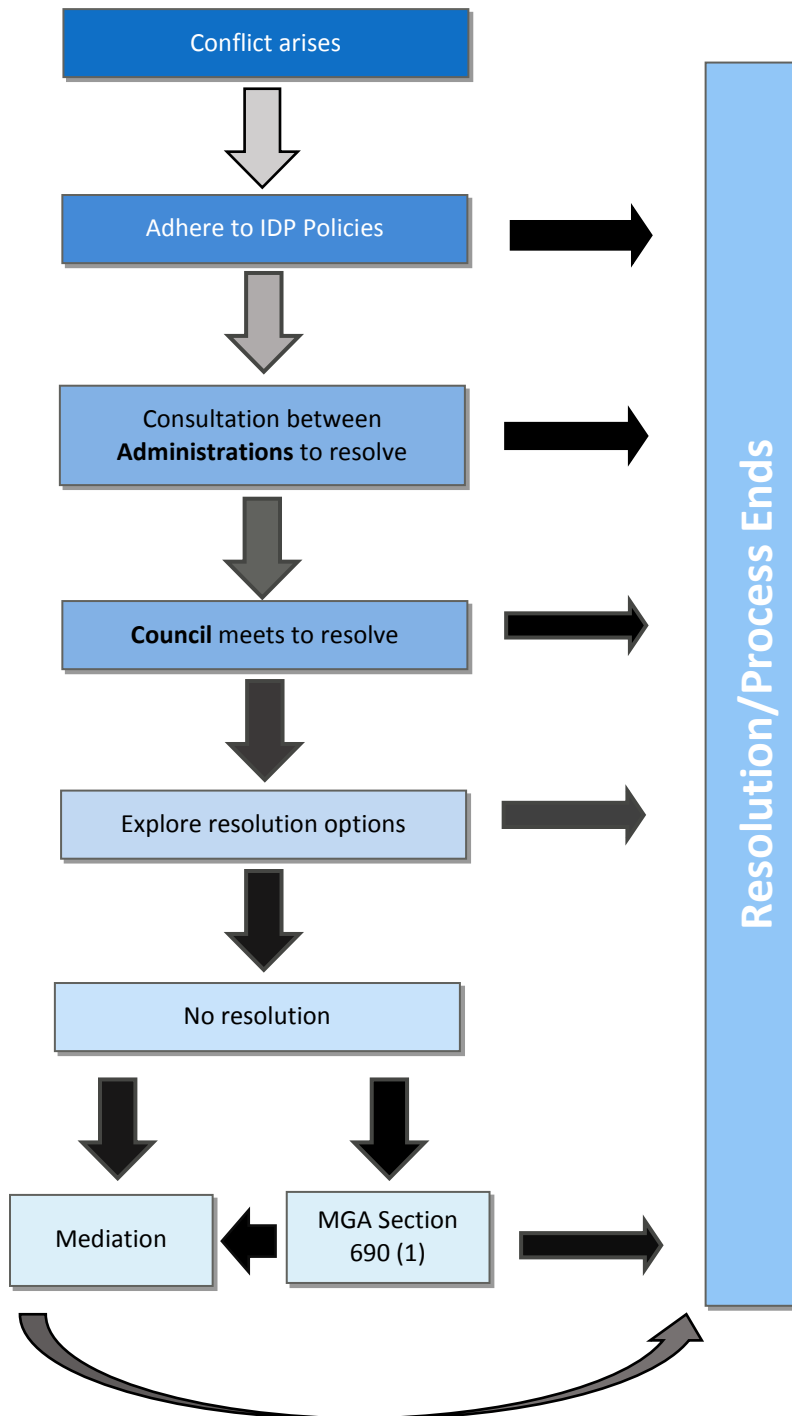 Conflict arises
Adhere to IDP Policies
Consultation between
Administrations to resolve
Council meets to resolve
Explore resolution options
No resolution
Mediation
MGA Section
690 (1)
Resolution/Process Ends